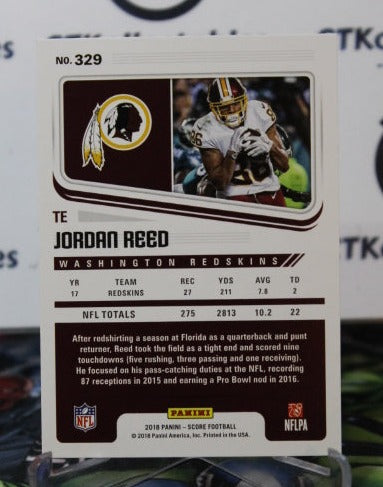 CTKollectables
NO. 329
TE
JORDAN REED
WASHINGTON REDSKINS
YR TEAM REC YDS AVG TD
17 REDSKINS 27 211 7.8 2
NFL TOTALS 275 2813 10.2 22
After redshirting a season at Florida as a quarterback and punt
returner, Reed took the field as a tight end and scored nine
touchdowns (five rushing, three passing and one receiving).
He focused on his pass-catching duties at the NFL, recording
87 receptions in 2015 and earning a Pro Bowl nod in 2016.
NFL
PANINI
NFLPA
2018 PANINI – SCORE FOOTBALL
© 2018 Panini America, Inc. Printed in the USA.